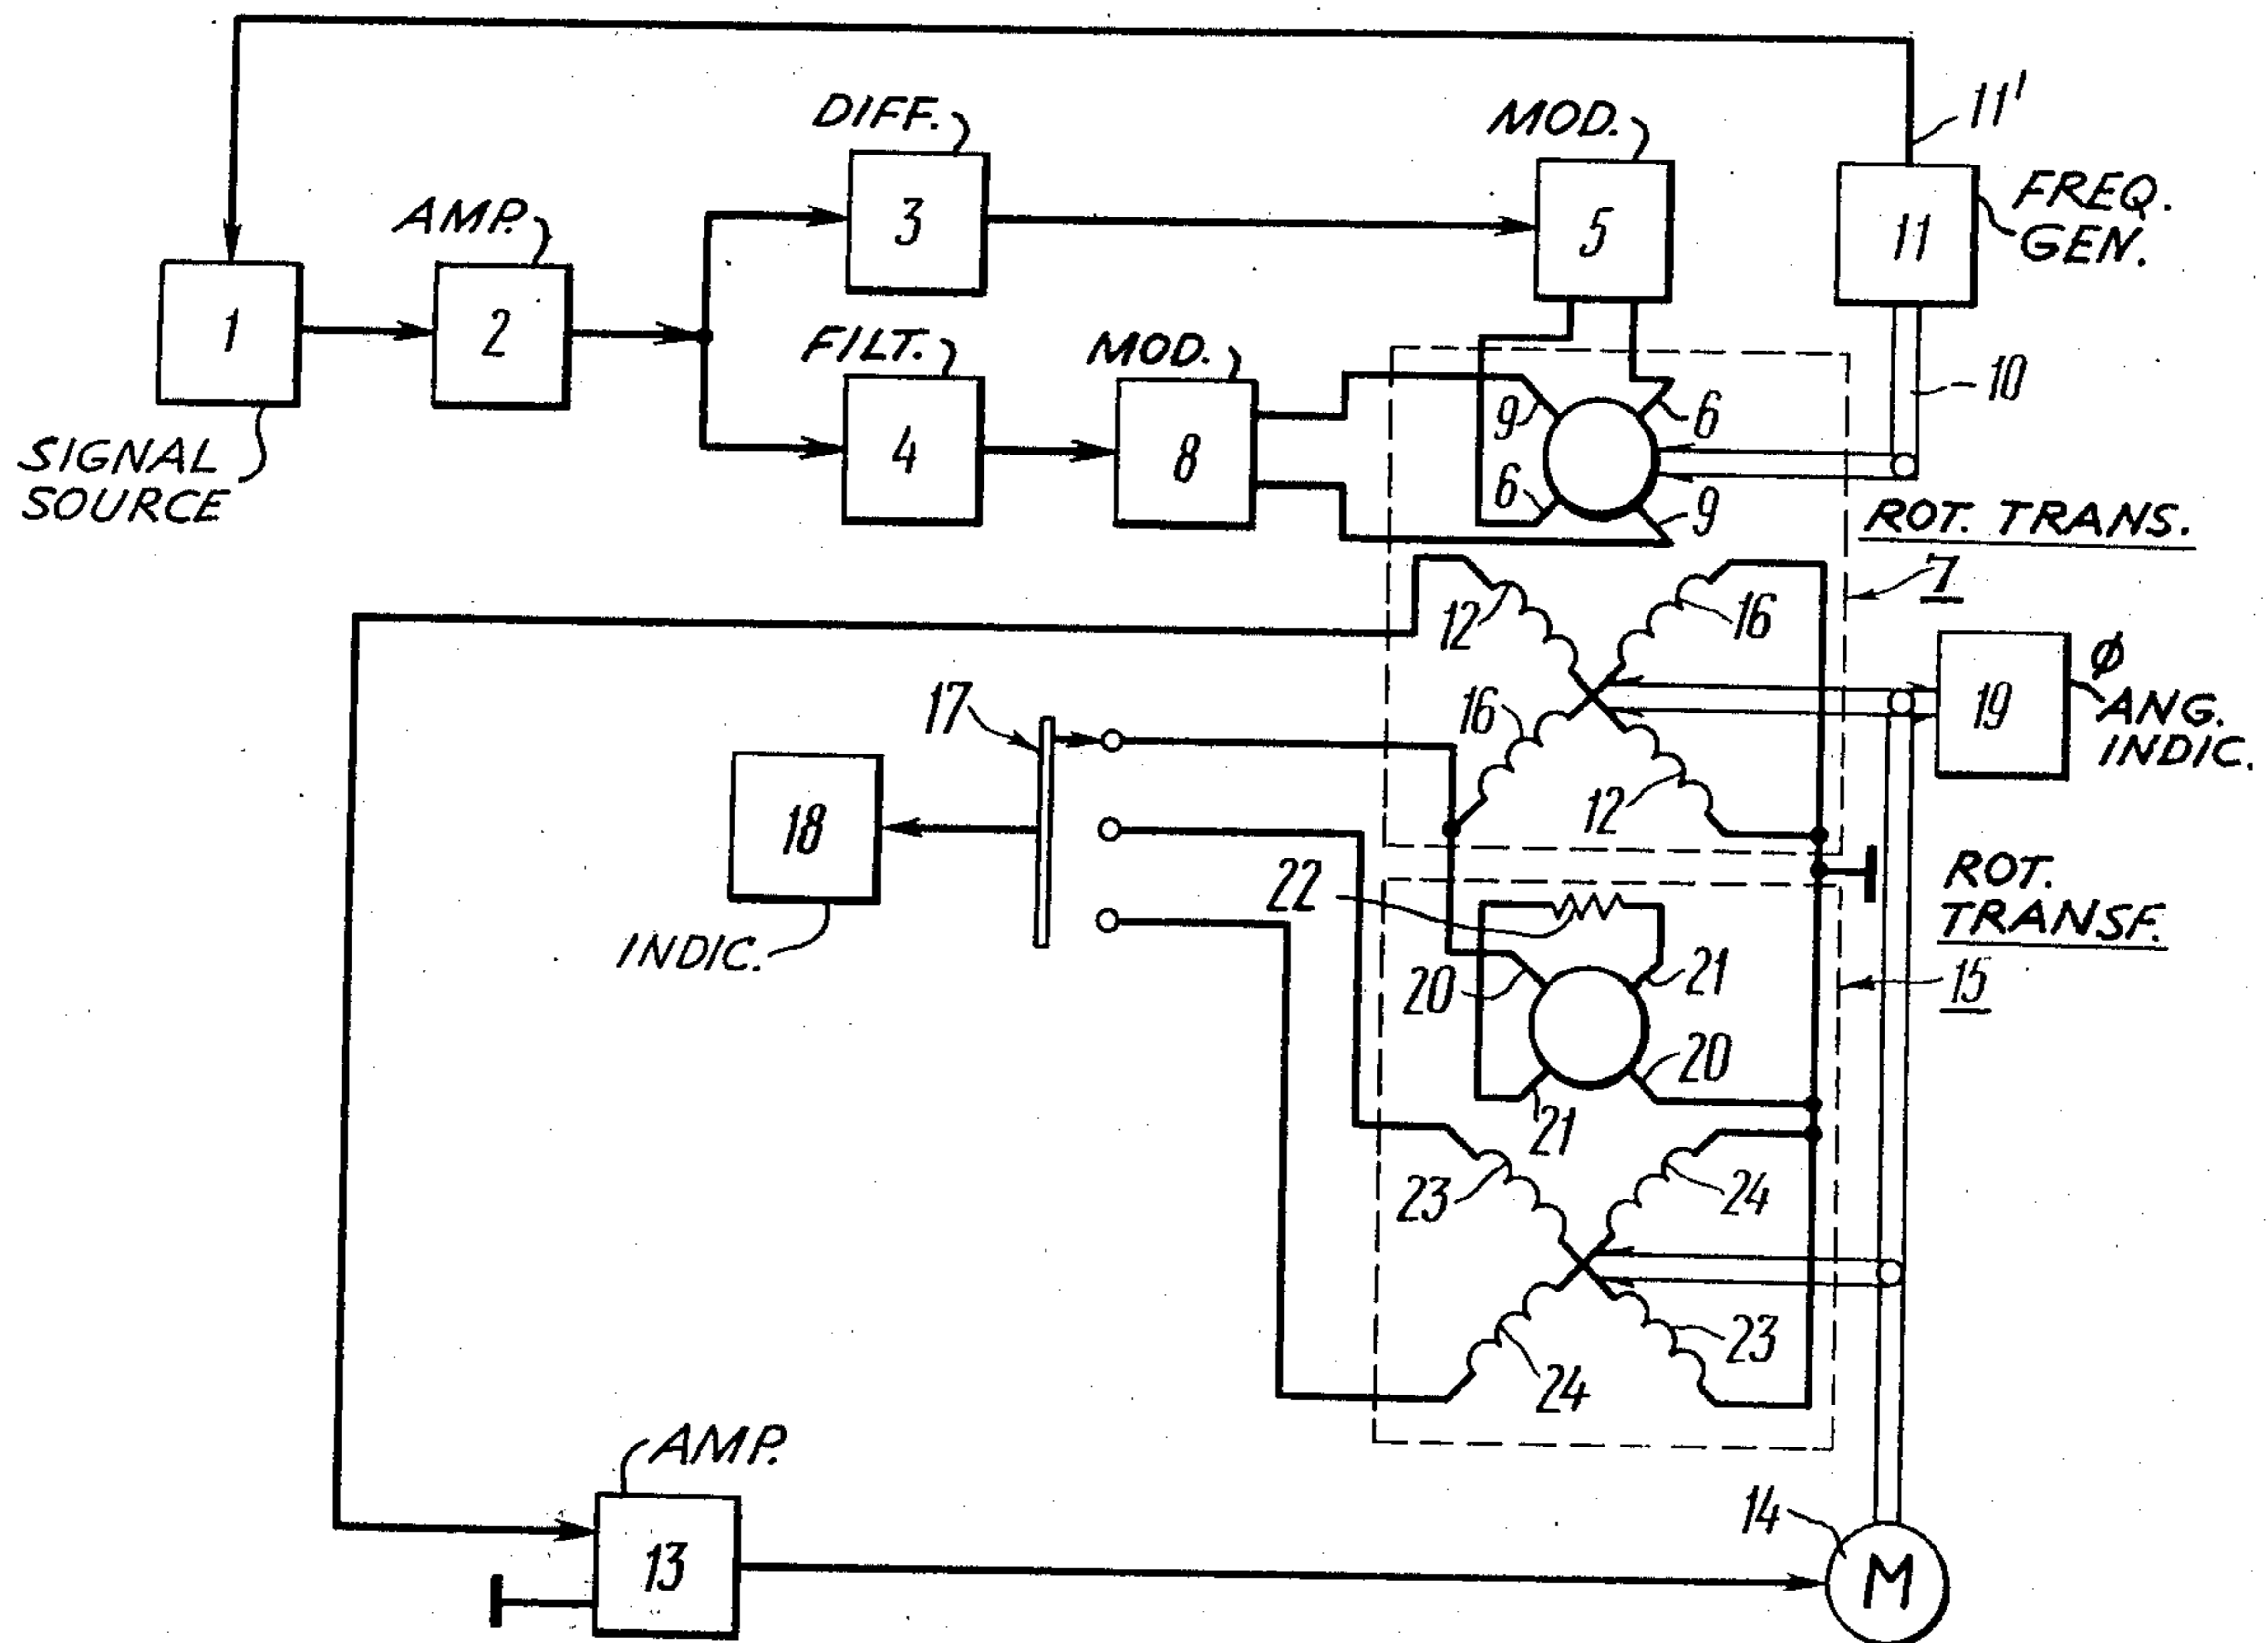 11'
DIFF.
MOD.
AMP.
3
5
11
FREQ.
GEN.
1
2
FILT.
MOD.
10
9
6
4
8
6
9
SIGNAL
SOURCE
ROT. TRANS.
7
12
16
17
16
19
φ
ANG.
INDIC.
18
12
22
ROT.
TRANSF.
INDIC.
20
21
15
20
21
23
24
24
23
AMP.
14
13
M